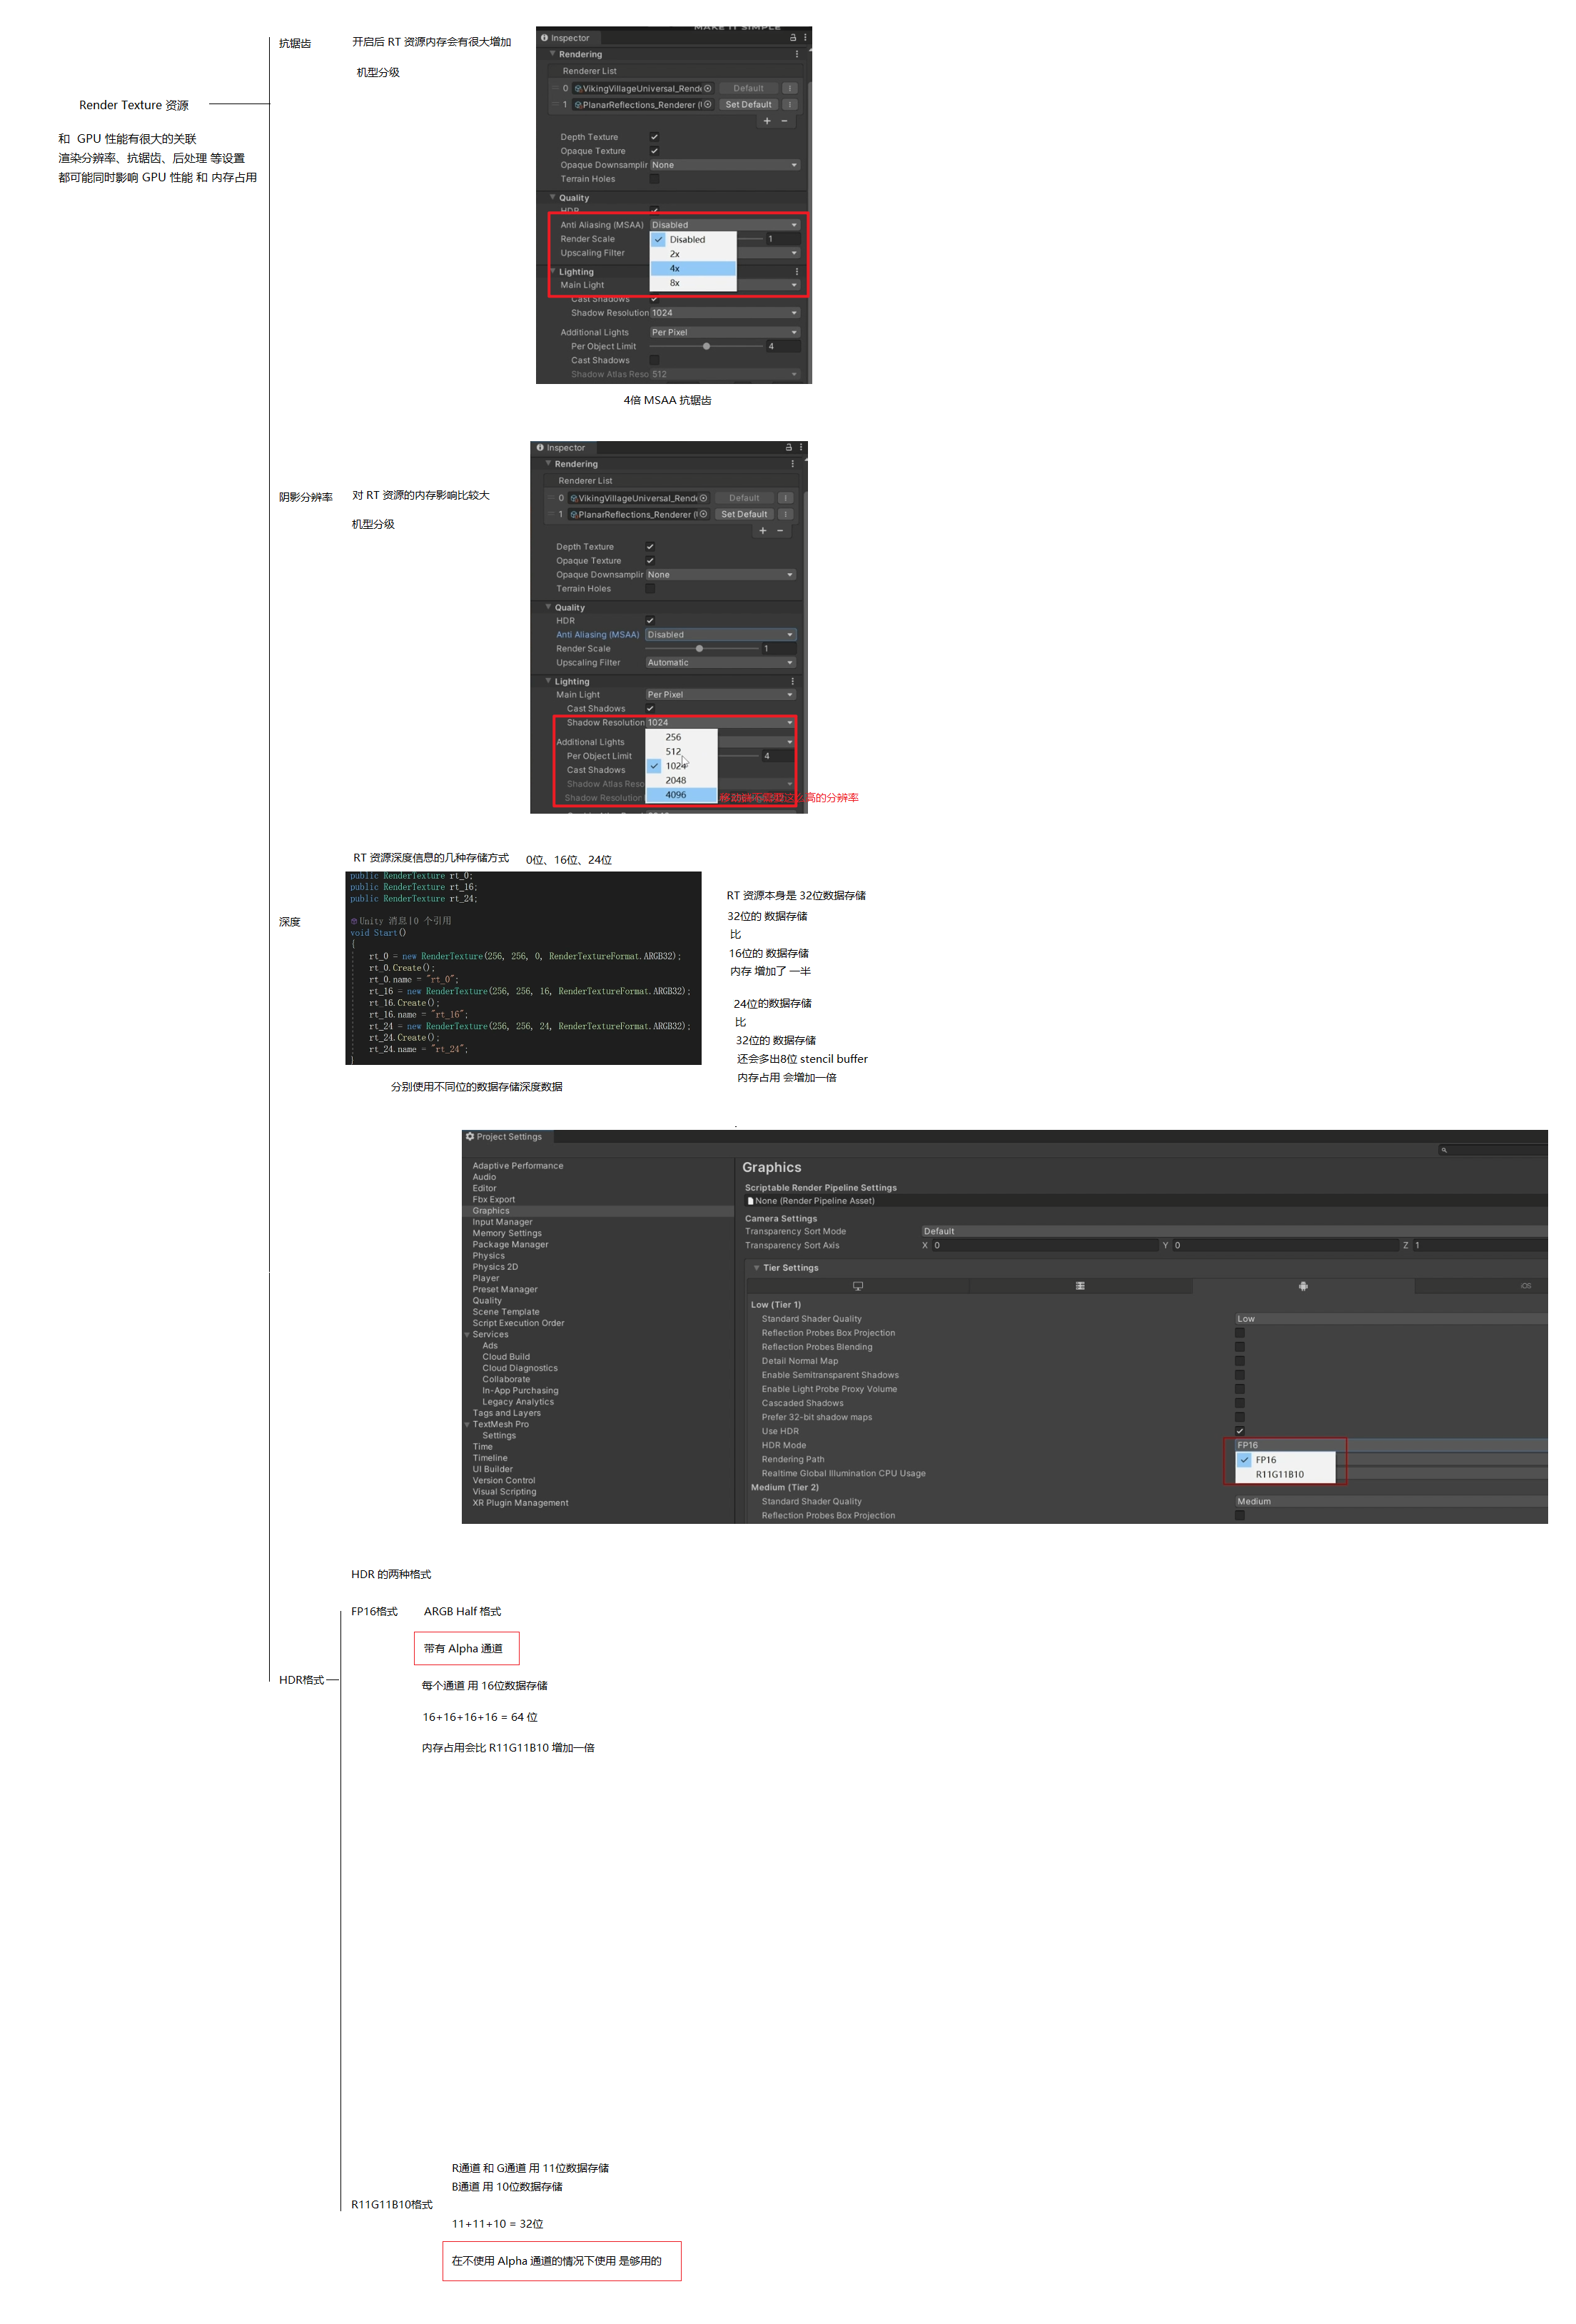 Render Texture 资源
和 GPU 性能有很大的关联
渲染分辨率、抗锯齿、后处理 等设置
都可能同时影响 GPU 性能 和 内存占用
抗锯齿
开启后 RT 资源内存会有很大增加
机型分级
MAKE IT SIMPLE
Inspector
Rendering
Renderer List
0 VikingVillageUniversal_Rende Default
1 PlanarReflections_Renderer (U Set Default
+ −
Depth Texture
Opaque Texture
Opaque Downsamplir None
Terrain Holes
Quality
HDR
Anti Aliasing (MSAA) Disabled
Render Scale 1
Upscaling Filter
Disabled
2x
4x
8x
Lighting
Main Light
Cast Shadows
Shadow Resolution 1024
Additional Lights Per Pixel
Per Object Limit 4
Cast Shadows
Shadow Atlas Reso 512
4倍 MSAA 抗锯齿
阴影分辨率
对 RT 资源的内存影响比较大
机型分级
Inspector
Rendering
Renderer List
0 VikingVillageUniversal_Rende Default
1 PlanarReflections_Renderer (U Set Default
+ −
Depth Texture
Opaque Texture
Opaque Downsamplir None
Terrain Holes
Quality
HDR
Anti Aliasing (MSAA) Disabled
Render Scale 1
Upscaling Filter Automatic
Lighting
Main Light Per Pixel
Cast Shadows
Shadow Resolution 1024
256
512
1024
2048
4096
Additional Lights
Per Object Limit 4
Cast Shadows
Shadow Atlas Reso
Shadow Resolution
高的分辨率
深度
RT 资源深度信息的几种存储方式 0位、16位、24位
public RenderTexture rt_0;
public RenderTexture rt_16;
public RenderTexture rt_24;
Unity 消息|0 个引用
void Start()
{
rt_0 = new RenderTexture(256, 256, 0, RenderTextureFormat.ARGB32);
rt_0.Create();
rt_0.name = "rt_0";
rt_16 = new RenderTexture(256, 256, 16, RenderTextureFormat.ARGB32);
rt_16.Create();
rt_16.name = "rt_16";
rt_24 = new RenderTexture(256, 256, 24, RenderTextureFormat.ARGB32);
rt_24.Create();
rt_24.name = "rt_24";
}
分别使用不同位的数据存储深度数据
RT 资源本身是 32位数据存储
32位的 数据存储
比
16位的 数据存储
内存 增加了 一半
24位的数据存储
比
32位的 数据存储
还会多出8位 stencil buffer
内存占用 会增加一倍
Project Settings
Adaptive Performance
Audio
Editor
Fbx Export
Graphics
Input Manager
Memory Settings
Package Manager
Physics
Physics 2D
Player
Preset Manager
Quality
Scene Template
Script Execution Order
Services
Ads
Cloud Build
Cloud Diagnostics
Collaborate
In-App Purchasing
Legacy Analytics
Tags and Layers
TextMesh Pro
Settings
Time
Timeline
UI Builder
Version Control
Visual Scripting
XR Plugin Management
Graphics
Scriptable Render Pipeline Settings
None (Render Pipeline Asset)
Camera Settings
Transparency Sort Mode Default
Transparency Sort Axis X 0 Y 0 Z 1
Tier Settings
iOS
Low (Tier 1)
Standard Shader Quality Low
Reflection Probes Box Projection
Reflection Probes Blending
Detail Normal Map
Enable Semitransparent Shadows
Enable Light Probe Proxy Volume
Cascaded Shadows
Prefer 32-bit shadow maps
Use HDR
HDR Mode FP16
Rendering Path
Realtime Global Illumination CPU Usage
FP16
R11G11B10
Medium (Tier 2)
Standard Shader Quality Medium
Reflection Probes Box Projection
HDR格式
HDR 的两种格式
FP16格式 ARGB Half 格式
带有 Alpha 通道
每个通道 用 16位数据存储
16+16+16+16 = 64 位
内存占用会比 R11G11B10 增加一倍
R11G11B10格式
R通道 和 G通道 用 11位数据存储
B通道 用 10位数据存储
11+11+10 = 32位
在不使用 Alpha 通道的情况下使用 是够用的